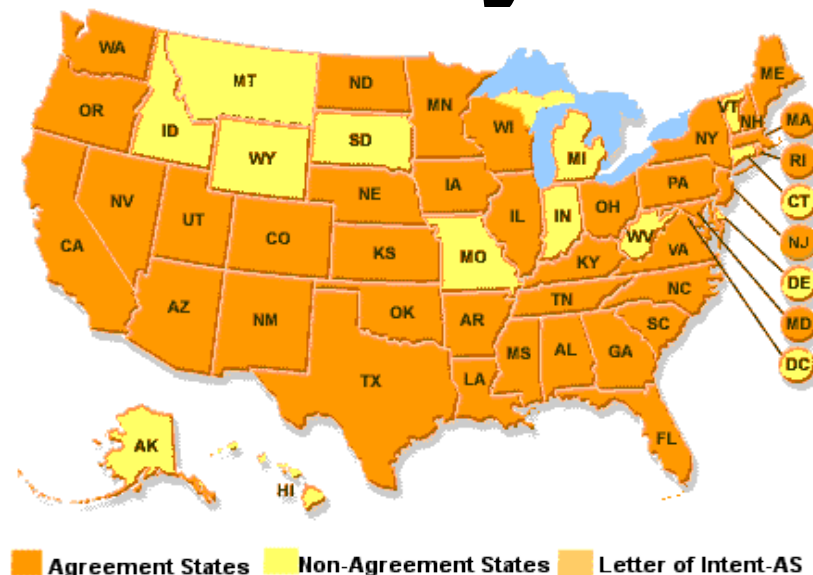 WA
MT
ND
MN
ME
VT
NH
MA
OR
ID
SD
WI
NY
RI
WY
MI
CT
NE
IA
PA
NV
UT
CO
IL
IN
OH
NJ
CA
KS
MO
WV
VA
KY
DE
AZ
NM
OK
AR
TN
NC
MD
SC
MS
AL
GA
DC
TX
LA
FL
AK
HI
Agreement States Non-Agreement States Letter of Intent-AS